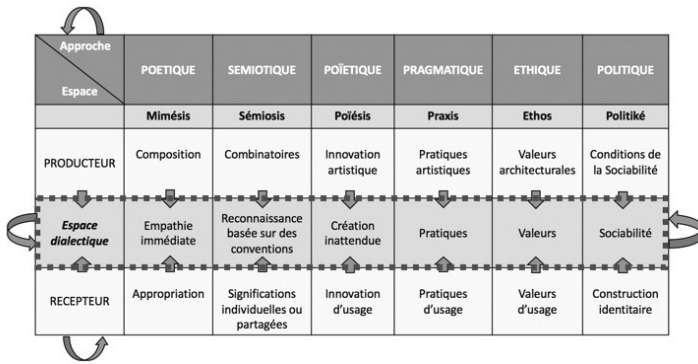 Approche
Espace
POETIQUE
SEMIOTIQUE
POÏETIQUE
PRAGMATIQUE
ETHIQUE
POLITIQUE
Mimésis
Sémiosis
Poïésis
Praxis
Ethos
Politiké
PRODUCTEUR
Composition
Combinatoires
Innovation
artistique
Pratiques
artistiques
Valeurs
architecturales
Conditions de
la Sociabilité
Espace
dialectique
Empathie
immédiate
Reconnaissance
basée sur des
conventions
Création
inattendue
Pratiques
Valeurs
Sociabilité
RECEPTEUR
Appropriation
Significations
individuelles ou
partagées
Innovation
d'usage
Pratiques
d'usage
Valeurs
d'usage
Construction
identitaire